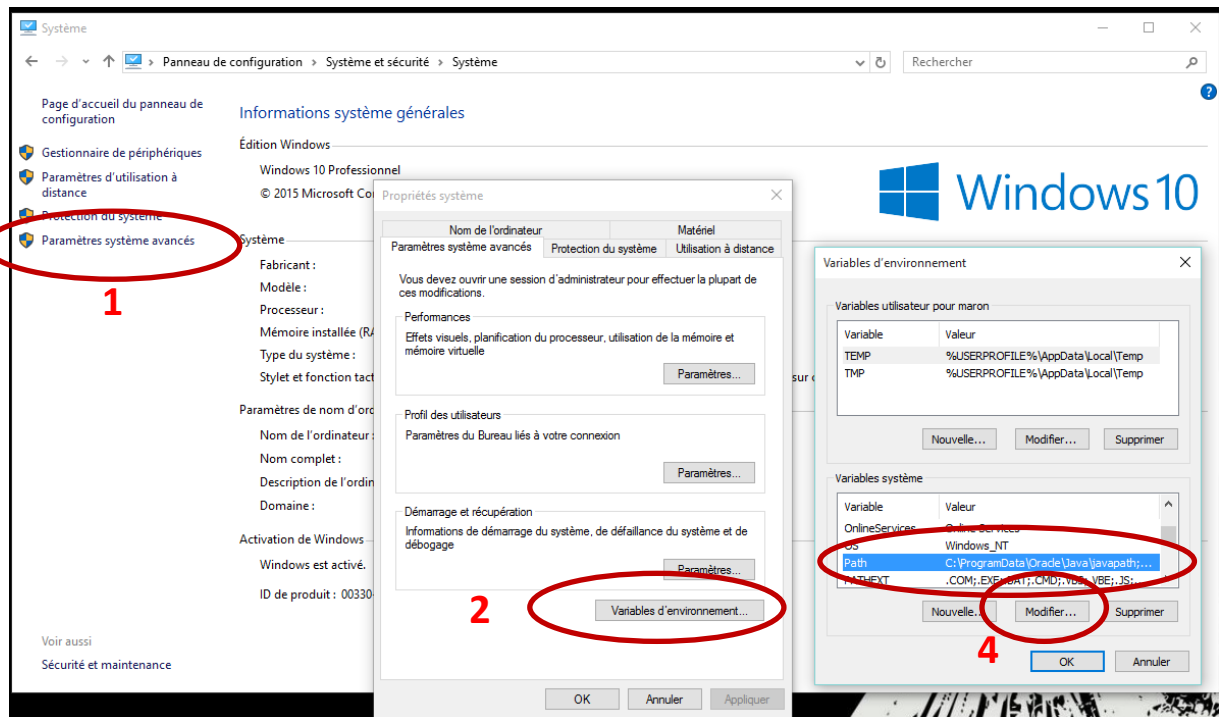 Système
Panneau de configuration > Système et sécurité > Système
Rechercher
Page d'accueil du panneau de
configuration
Gestionnaire de périphériques
Paramètres d'utilisation à
distance
Protection du système
Paramètres système avancés
1
Voir aussi
Sécurité et maintenance
Informations système générales
Édition Windows
Windows 10 Professionnel
© 2015 Microsoft
Windows 10
Système
Fabricant :
Modèle :
Processeur :
Mémoire installée
Type du système :
Stylet et fonction
sur
Paramètres de nom
Nom de l'ordinateur :
Nom complet :
Description de
Domaine :
Activation de Windows
Windows est activé.
ID de produit : 00330
Propriétés système
Nom de l'ordinateur
Matériel
Paramètres système avancés
Protection du système
Utilisation à distance
Vous devez ouvrir une session d'administrateur pour effectuer la plupart de
ces modifications.
Performances
Effets visuels, planification du processeur, utilisation de la mémoire et
mémoire virtuelle
Paramètres...
Profil des utilisateurs
Paramètres du Bureau liés à votre connexion
Paramètres...
Démarrage et récupération
Informations de démarrage du système, de défaillance du système et de
débogage
Paramètres...
2
Variables d'environnement...
OK
Annuler
Appliquer
Variables d'environnement
Variables utilisateur pour maron
Variable Valeur
TEMP %USERPROFILE%\AppData\Local\Temp
TMP %USERPROFILE%\AppData\Local\Temp
Nouvelle... Modifier... Supprimer
Variables système
Variable Valeur
OnlineServices Online Services
OS Windows_NT
Path C:\ProgramData\Oracle\Java\javapath;...
PATHEXT .COM;.EXE;.BAT;.CMD;.VBS;.VBE;.JS;...
Nouvelle... Modifier... Supprimer
4
OK Annuler